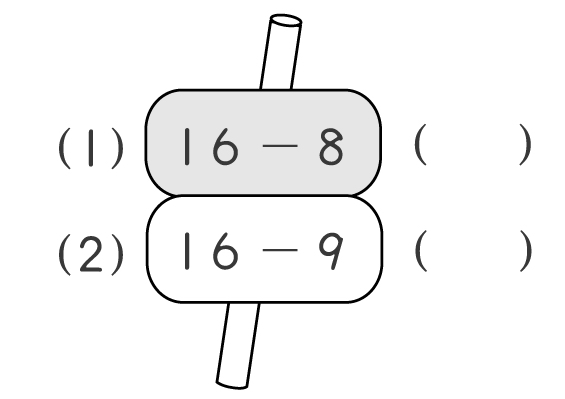 (1) 16 − 8 (　　)
(2) 16 − 9 (　　)